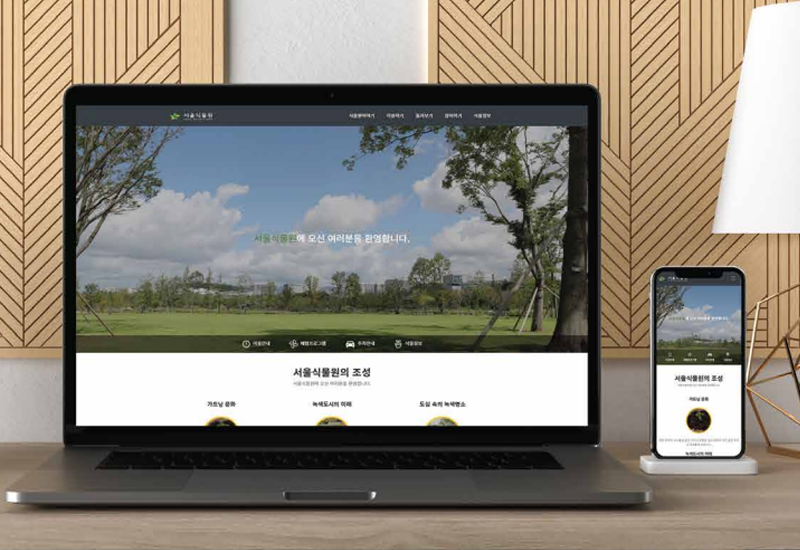 서울식물원
식물원이야기 이용하기 둘러보기 참여하기 식물정보
서울식물원에 오신 여러분을 환영합니다.
이용안내 체험프로그램 주차안내 식물정보
서울식물원의 조성
서울식물원에 오신 여러분을 환영합니다.
가드닝 문화 녹색도시의 미래 도심 속의 녹색명소
서울식물원의 조성
가드닝 문화
녹색도시의 미래